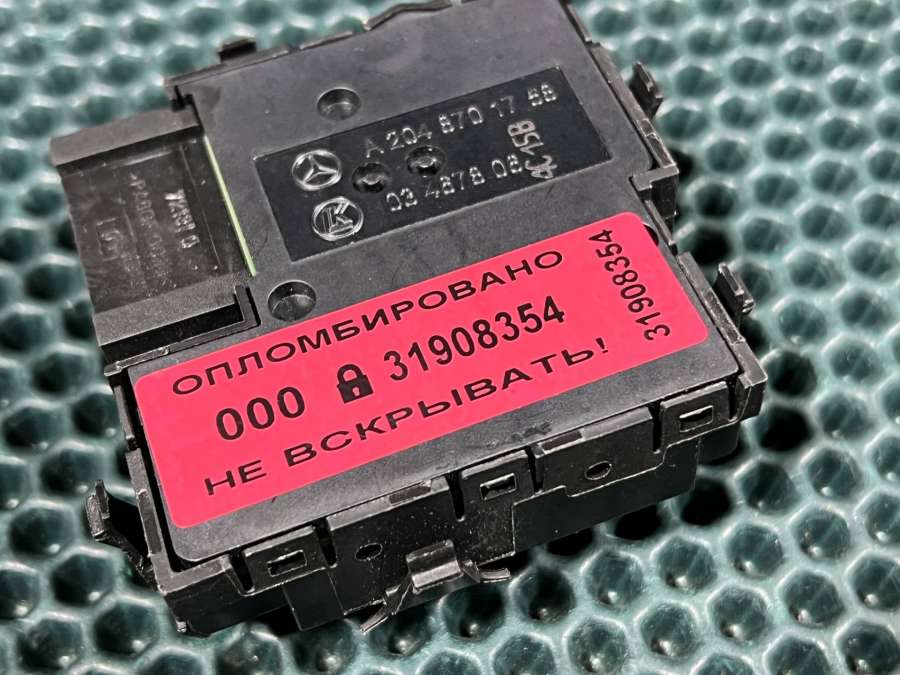 A 204 870 17 58
03 4878 08
4C15B
ОПЛОМБИРОВАНО
000 31908354
НЕ ВСКРЫВАТЬ!
31908354